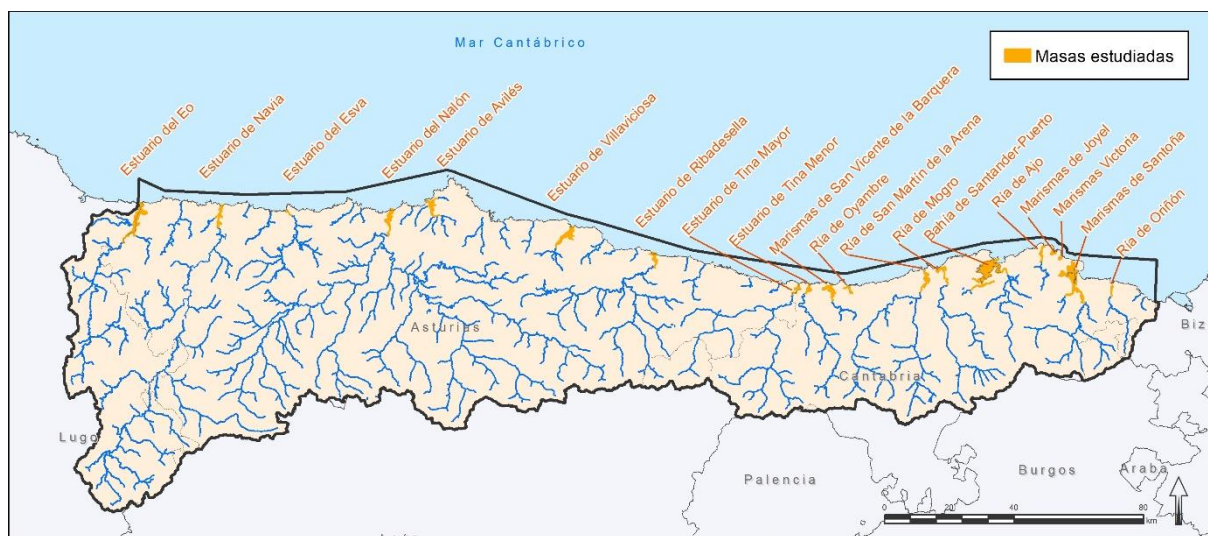 Mar Cantábrico
Masas estudiadas
Estuario del Eo
Estuario de Navia
Estuario del Esva
Estuario del Nalón
Estuario de Avilés
Estuario de Villaviciosa
Estuario de Ribadesella
Estuario de Tina Mayor
Estuario de Tina Menor
Marismas de San Vicente de la Barquera
Ría de Oyambre
Ría de San Martín de la Arena
Ría de Mogro
Bahía de Santander-Puerto
Ría de Ajo
Marismas de Joyel
Marismas Victoria
Marismas de Santoña
Ría de Oriñón
Asturias
Cantabria
Biz
Lugo
Palencia
Burgos
Araba
0 20 40 80
km